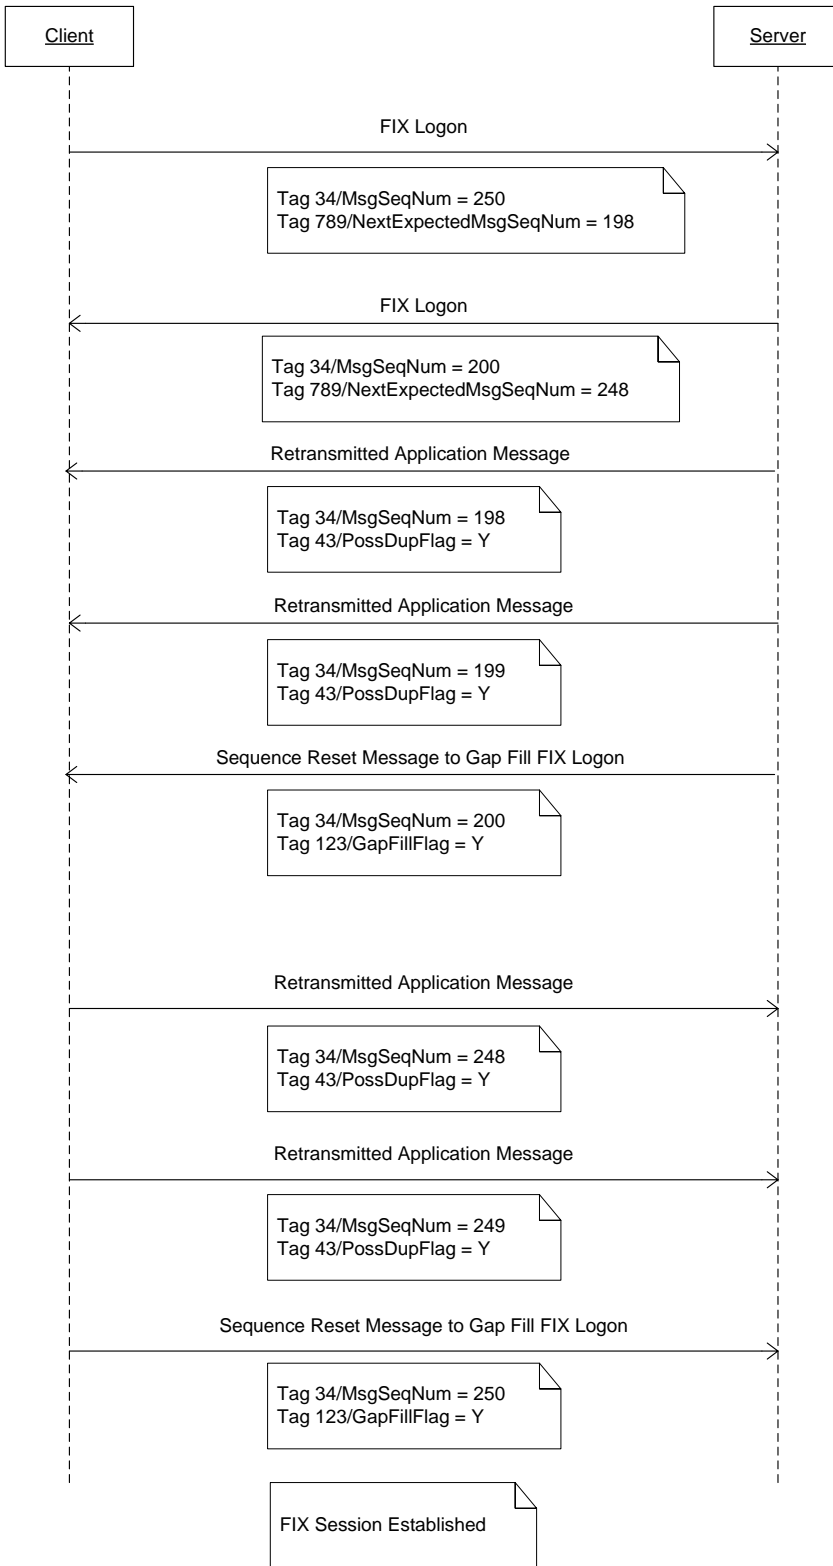 Client
Server
FIX Logon
Tag 34/MsgSeqNum = 250
Tag 789/NextExpectedMsgSeqNum = 198
FIX Logon
Tag 34/MsgSeqNum = 200
Tag 789/NextExpectedMsgSeqNum = 248
Retransmitted Application Message
Tag 34/MsgSeqNum = 198
Tag 43/PossDupFlag = Y
Retransmitted Application Message
Tag 34/MsgSeqNum = 199
Tag 43/PossDupFlag = Y
Sequence Reset Message to Gap Fill FIX Logon
Tag 34/MsgSeqNum = 200
Tag 123/GapFillFlag = Y
Retransmitted Application Message
Tag 34/MsgSeqNum = 248
Tag 43/PossDupFlag = Y
Retransmitted Application Message
Tag 34/MsgSeqNum = 249
Tag 43/PossDupFlag = Y
Sequence Reset Message to Gap Fill FIX Logon
Tag 34/MsgSeqNum = 250
Tag 123/GapFillFlag = Y
FIX Session Established